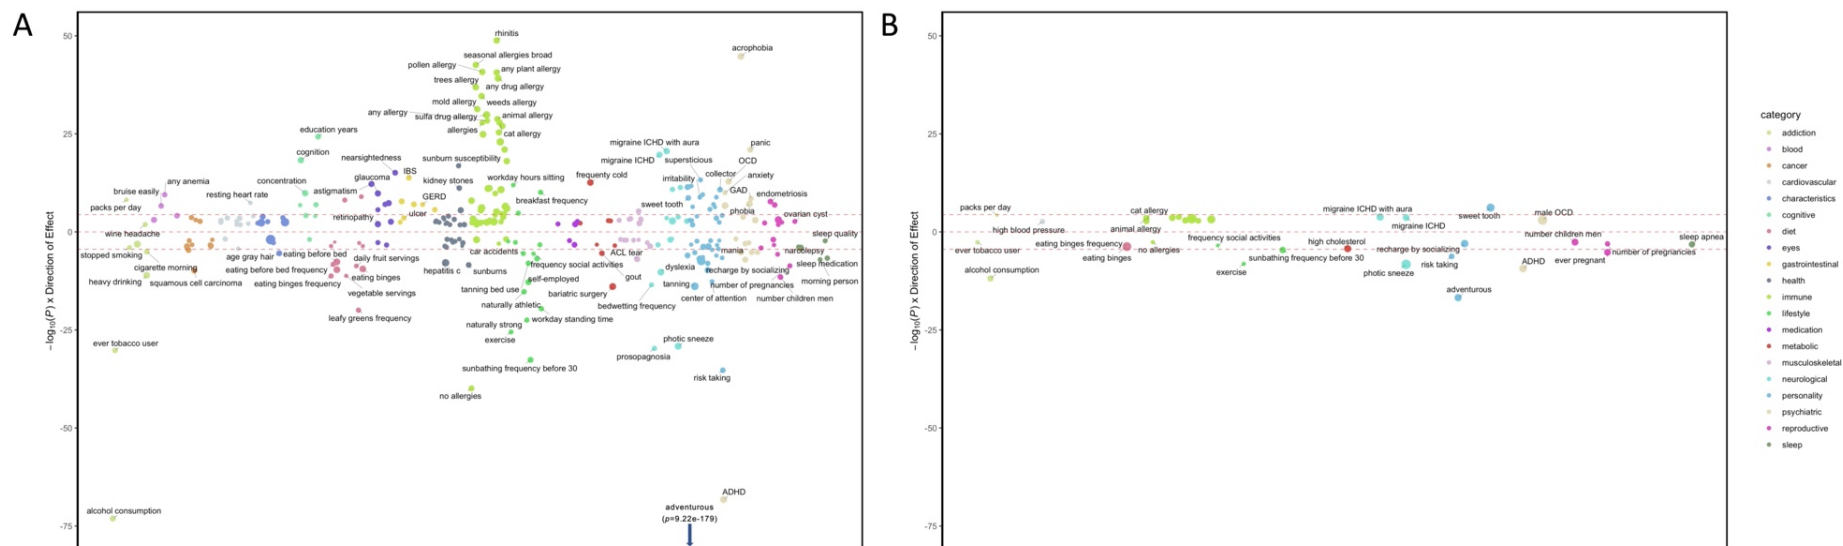 A
50
25
0
-25
-50
-75
−log10(P) x Direction of Effect
rhinitis
acrophobia
seasonal allergies broad
pollen allergy
any plant allergy
trees allergy
any drug allergy
mold allergy
weeds allergy
any allergy
sulfa drug allergy
animal allergy
allergies
cat allergy
education years
cognition
nearsightedness
sunburn susceptibility
migraine ICHD with aura
panic
migraine ICHD
supersticious
OCD
any anemia
concentration
glaucoma
IBS
kidney stones
workday hours sitting
frequenty cold
irritability
collector
anxiety
bruise easily
resting heart rate
astigmatism
GERD
breakfast frequency
GAD
endometriosis
packs per day
retinopathy
ulcer
sweet tooth
phobia
ovarian cyst
wine headache
sleep quality
stopped smoking
age gray hair
eating before bed
daily fruit servings
car accidents
ACL tear
mania
narcolepsy
cigarette morning
eating before bed frequency
hepatitis c
sunburns
frequency social activities
dyslexia
recharge by socializing
sleep medication
heavy drinking
squamous cell carcinoma
eating binges frequency
eating binges
self-employed
gout
tanning
number of pregnancies
morning person
vegetable servings
tanning bed use
bariatric surgery
center of attention
number children men
naturally athletic
bedwetting frequency
leafy greens frequency
naturally strong
workday standing time
exercise
ever tobacco user
photic sneeze
prosopagnosia
sunbathing frequency before 30
risk taking
no allergies
ADHD
adventurous
(p=9.22e-179)
alcohol consumption
B
50
25
0
-25
-50
-75
−log10(P) x Direction of Effect
packs per day
cat allergy
migraine ICHD with aura
sweet tooth
male OCD
high blood pressure
animal allergy
migraine ICHD
number children men
sleep apnea
ever tobacco user
eating binges frequency
no allergies
frequency social activities
high cholesterol
recharge by socializing
number of pregnancies
eating binges
sunbathing frequency before 30
risk taking
ADHD
ever pregnant
alcohol consumption
exercise
photic sneeze
adventurous
category
addiction
blood
cancer
cardiovascular
characteristics
cognitive
diet
eyes
gastrointestinal
health
immune
lifestyle
medication
metabolic
musculoskeletal
neurological
personality
psychiatric
reproductive
sleep